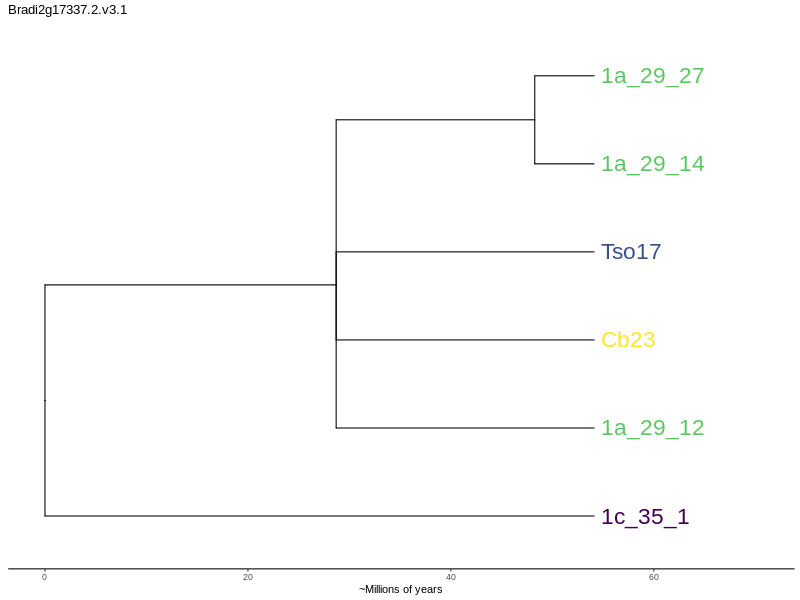 Bradi2g17337.2.v3.1
1a_29_27
1a_29_14
Tso17
Cb23
1a_29_12
1c_35_1
0 20 40 60
~Millions of years